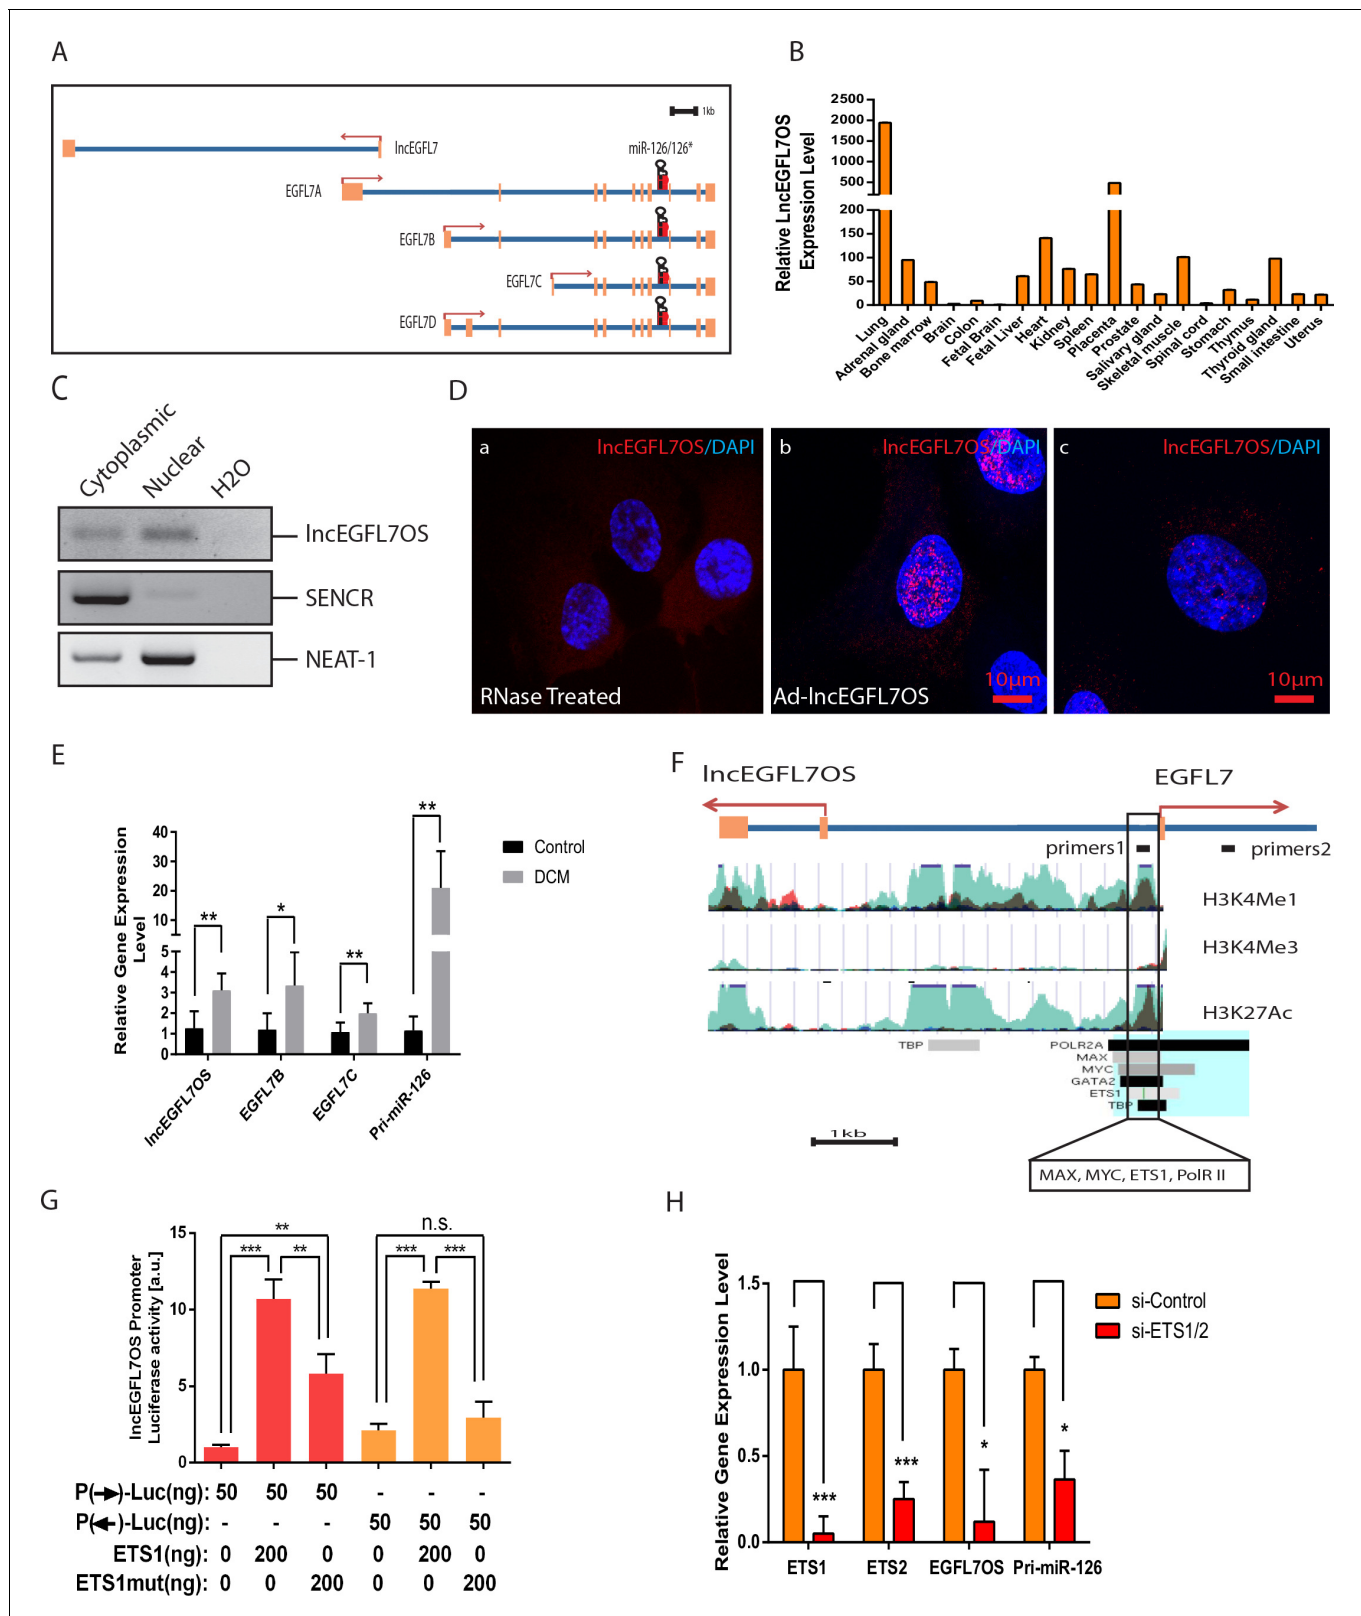 A
1kb
lncEGFL7
miR-126/126*
EGFL7A
EGFL7B
EGFL7C
EGFL7D
B
Relative LncEGFL7OS
Expression Level
2500
2000
1500
1000
500
200
150
100
50
0
Lung
Adrenal gland
Bone marrow
Brain
Colon
Fetal Brain
Fetal Liver
Heart
Kidney
Spleen
Placenta
Prostate
Salivary gland
Skeletal muscle
Spinal cord
Stomach
Thymus
Thyroid gland
Small intestine
Uterus
C
Cytoplasmic
Nuclear
H2O
lncEGFL7OS
SENCR
NEAT-1
D
a
lncEGFL7OS/DAPI
RNase Treated
b
lncEGFL7OS/DAPI
Ad-lncEGFL7OS
10μm
c
lncEGFL7OS/DAPI
10μm
E
Relative Gene Expression
Level
40
30
20
10
5
4
3
2
1
0
**
*
**
**
Control
DCM
lncEGFL7OS
EGFL7B
EGFL7C
Pri-miR-126
F
lncEGFL7OS
EGFL7
primers1
primers2
H3K4Me1
H3K4Me3
H3K27Ac
TBP
POLR2A
MAX
MYC
GATA2
ETS1
TBP
1kb
MAX, MYC, ETS1, PolR II
G
lncEGFL7OS Promoter
Luciferase activity [a.u.]
15
10
5
0
**
***
**
n.s.
***
***
P(→)-Luc(ng): 50 50 50 - - -
P(←)-Luc(ng): - - - 50 50 50
ETS1(ng): 0 200 0 0 200 0
ETS1mut(ng): 0 0 200 0 0 200
H
Relative Gene Expression Level
1.5
1.0
0.5
0.0
***
***
*
*
si-Control
si-ETS1/2
ETS1
ETS2
EGFL7OS
Pri-miR-126